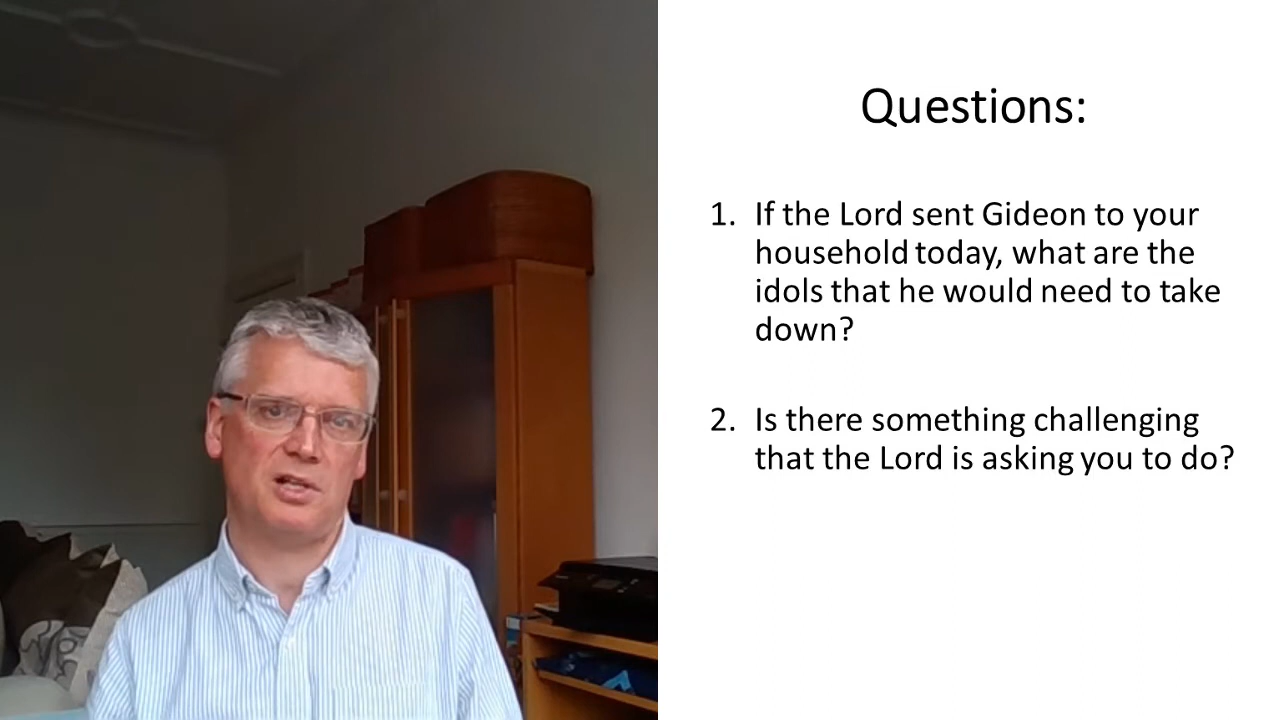 Questions:
1. If the Lord sent Gideon to your
household today, what are the
idols that he would need to take
down?
2. Is there something challenging
that the Lord is asking you to do?